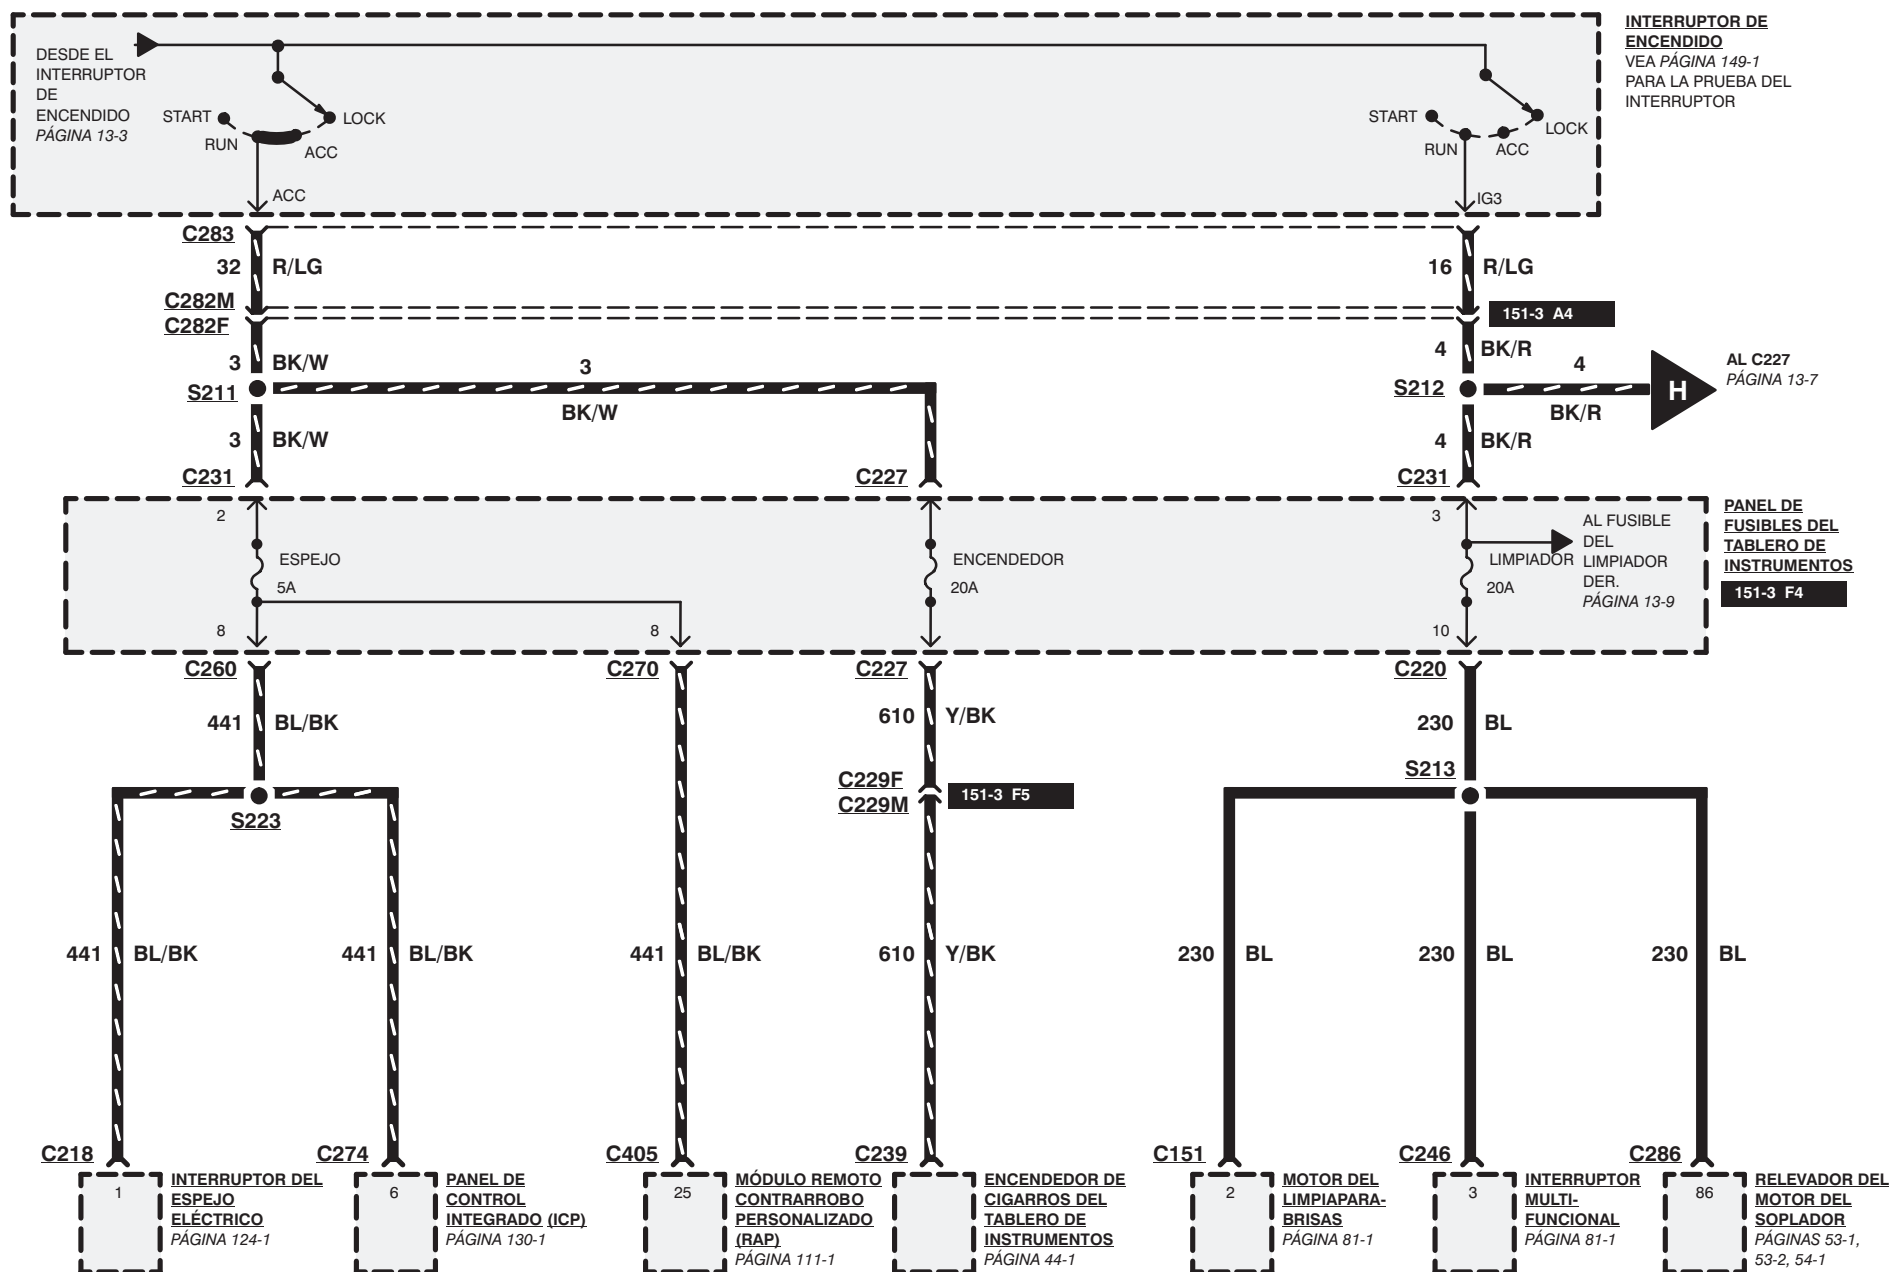 DESDE EL
INTERRUPTOR
DE
ENCENDIDO
PÁGINA 13-3
START
RUN
ACC
LOCK
ACC
START
RUN
ACC
LOCK
IG3
INTERRUPTOR DE
ENCENDIDO
VEA PÁGINA 149-1
PARA LA PRUEBA DEL
INTERRUPTOR
C283
32 R/LG
16 R/LG
C282M
C282F
151-3 A4
3 BK/W
4 BK/R
S211
3
BK/W
S212
4
BK/R
H
AL C227
PÁGINA 13-7
3 BK/W
4 BK/R
C231
C227
C231
2
ESPEJO
5A
8
8
ENCENDEDOR
20A
3
LIMPIADOR
20A
10
AL FUSIBLE
DEL
LIMPIADOR
DER.
PÁGINA 13-9
PANEL DE
FUSIBLES DEL
TABLERO DE
INSTRUMENTOS
151-3 F4
C260
C270
C227
C220
441 BL/BK
610 Y/BK
230 BL
S223
C229F
C229M
151-3 F5
S213
441 BL/BK
441 BL/BK
441 BL/BK
610 Y/BK
230 BL
230 BL
230 BL
C218
C274
C405
C239
C151
C246
C286
1
INTERRUPTOR DEL
ESPEJO
ELÉCTRICO
PÁGINA 124-1
6
PANEL DE
CONTROL
INTEGRADO (ICP)
PÁGINA 130-1
25
MÓDULO REMOTO
CONTRARROBO
PERSONALIZADO
(RAP)
PÁGINA 111-1
ENCENDEDOR DE
CIGARROS DEL
TABLERO DE
INSTRUMENTOS
PÁGINA 44-1
2
MOTOR DEL
LIMPIAPARA-
BRISAS
PÁGINA 81-1
3
INTERRUPTOR
MULTI-
FUNCIONAL
PÁGINA 81-1
86
RELEVADOR DEL
MOTOR DEL
SOPLADOR
PÁGINAS 53-1,
53-2, 54-1